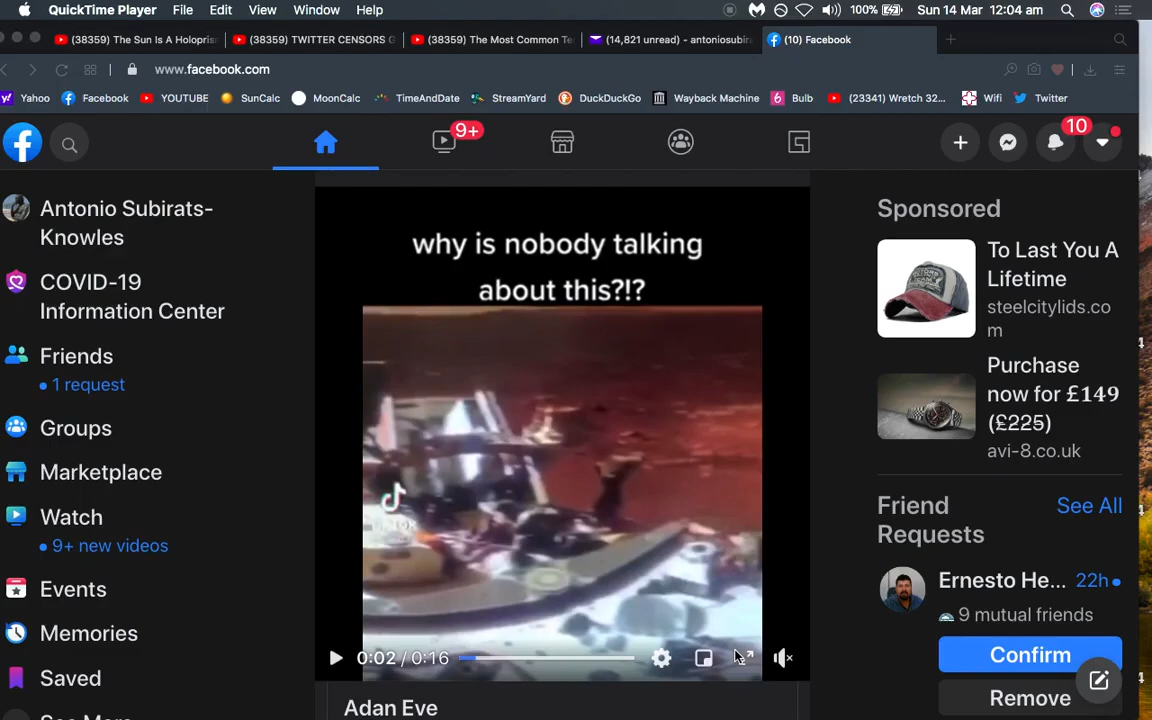 QuickTime Player File Edit View Window Help 100% Sun 14 Mar 12:04 am
(38359) The Sun Is A Holopris (38359) TWITTER CENSORS G (38359) The Most Common Te (14,821 unread) - antoniosubira (10) Facebook
www.facebook.com
Yahoo Facebook YOUTUBE SunCalc MoonCalc TimeAndDate StreamYard DuckDuckGo Wayback Machine Bulb (23341) Wretch 32... Wifi Twitter
9+
10
Antonio Subirats-
Knowles
COVID-19
Information Center
Friends
1 request
Groups
Marketplace
Watch
9+ new videos
Events
Memories
Saved
why is nobody talking
about this?!?
0:02 / 0:16
Adan Eve
Sponsored
To Last You A
Lifetime
steelcitylids.co
m
Purchase
now for £149
(£225)
avi-8.co.uk
Friend
Requests
See All
Ernesto He... 22h
9 mutual friends
Confirm
Remove